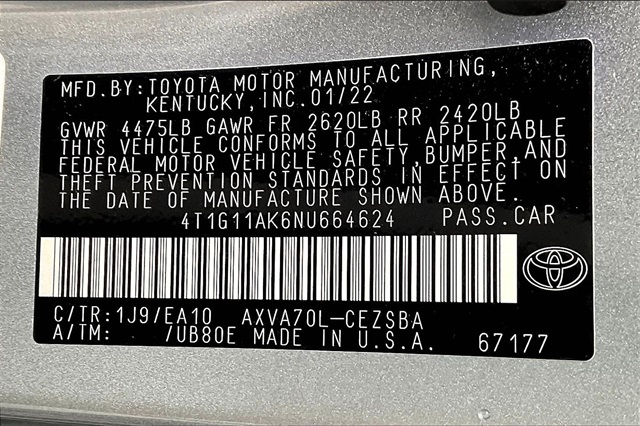 MFD. BY: TOYOTA MOTOR MANUFACTURING,
KENTUCKY, INC. 01/22
GVWR 4475LB GAWR FR 2620LB RR 2420LB
THIS VEHICLE CONFORMS TO ALL APPLICABLE
FEDERAL MOTOR VEHICLE SAFETY, BUMPER, AND
THEFT PREVENTION STANDARDS IN EFFECT ON
THE DATE OF MANUFACTURE SHOWN ABOVE.
4T1G11AK6NU664624 PASS. CAR
C/TR: 1J9/EA10 AXVA70L-CEZSBA
A/TM: /UB80E MADE IN U.S.A. 67177